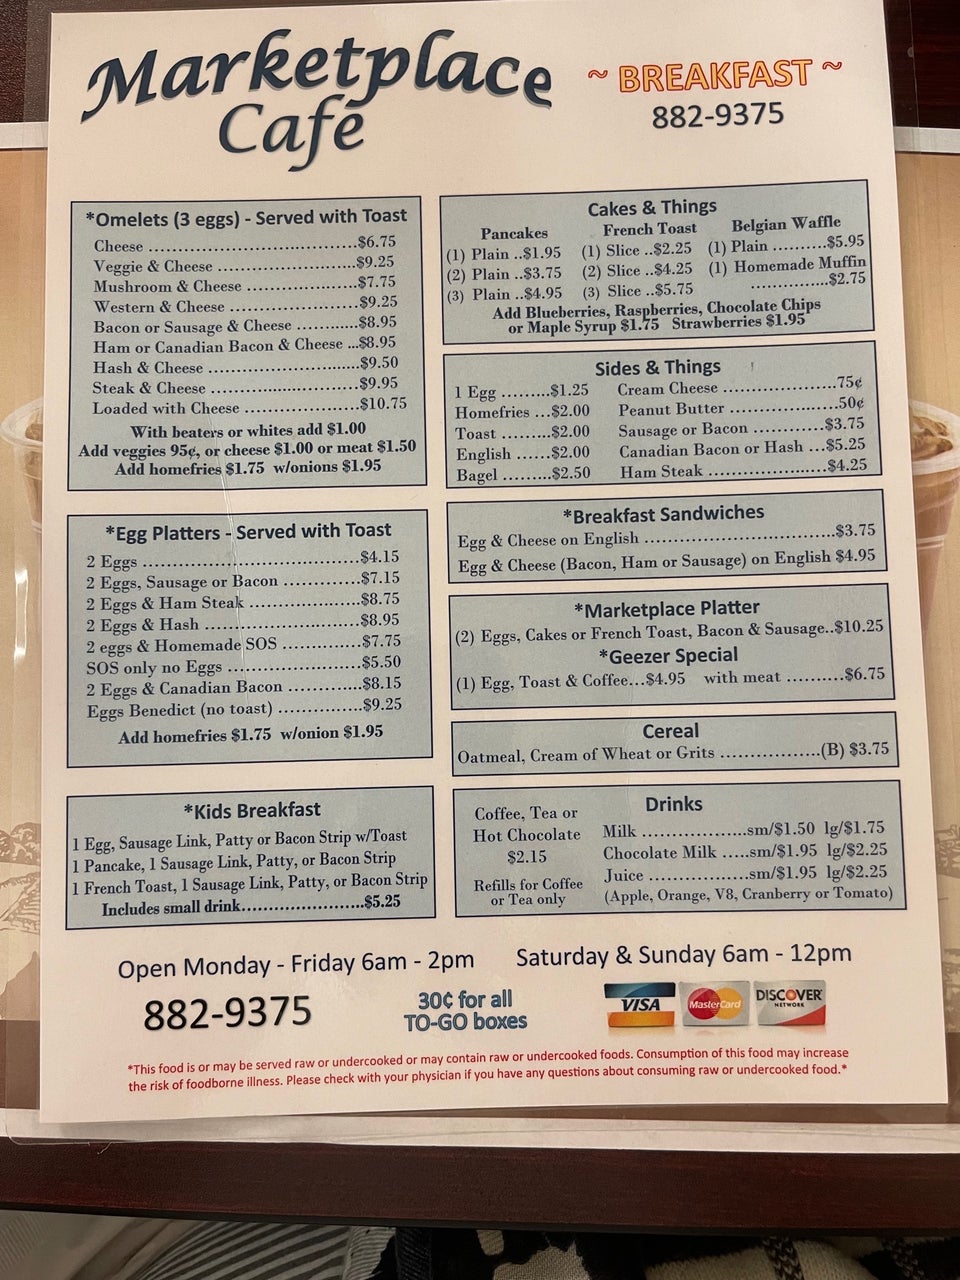 Marketplace
Cafe
~ BREAKFAST ~
882-9375
*Omelets (3 eggs) - Served with Toast
Cheese ......................................$6.75
Veggie & Cheese .........................$9.25
Mushroom & Cheese ....................$7.75
Western & Cheese ........................$9.25
Bacon or Sausage & Cheese ...........$8.95
Ham or Canadian Bacon & Cheese ...$8.95
Hash & Cheese ............................$9.50
Steak & Cheese ...........................$9.95
Loaded with Cheese .....................$10.75
With beaters or whites add $1.00
Add veggies 95¢, or cheese $1.00 or meat $1.50
Add homefries $1.75 w/onions $1.95
*Egg Platters - Served with Toast
2 Eggs ........................................$4.15
2 Eggs, Sausage or Bacon ..............$7.15
2 Eggs & Ham Steak ....................$8.75
2 Eggs & Hash .............................$8.95
2 eggs & Homemade SOS ..............$7.75
SOS only no Eggs ........................$5.50
2 Eggs & Canadian Bacon .............$8.15
Eggs Benedict (no toast) ...............$9.25
Add homefries $1.75 w/onion $1.95
*Kids Breakfast
1 Egg, Sausage Link, Patty or Bacon Strip w/Toast
1 Pancake, 1 Sausage Link, Patty, or Bacon Strip
1 French Toast, 1 Sausage Link, Patty, or Bacon Strip
Includes small drink.......................$5.25
Cakes & Things
Pancakes French Toast Belgian Waffle
(1) Plain ..$1.95 (1) Slice ..$2.25 (1) Plain ..........$5.95
(2) Plain ..$3.75 (2) Slice ..$4.25 (1) Homemade Muffin
(3) Plain ..$4.95 (3) Slice ..$5.75 ..............$2.75
Add Blueberries, Raspberries, Chocolate Chips
or Maple Syrup $1.75 Strawberries $1.95
Sides & Things
1 Egg .........$1.25 Cream Cheese ....................75¢
Homefries ...$2.00 Peanut Butter ....................50¢
Toast .........$2.00 Sausage or Bacon .............$3.75
English ......$2.00 Canadian Bacon or Hash ...$5.25
Bagel .........$2.50 Ham Steak ......................$4.25
*Breakfast Sandwiches
Egg & Cheese on English .................................$3.75
Egg & Cheese (Bacon, Ham or Sausage) on English $4.95
*Marketplace Platter
(2) Eggs, Cakes or French Toast, Bacon & Sausage..$10.25
*Geezer Special
(1) Egg, Toast & Coffee...$4.95 with meat ..........$6.75
Cereal
Oatmeal, Cream of Wheat or Grits .................(B) $3.75
Drinks
Coffee, Tea or
Hot Chocolate
$2.15
Refills for Coffee
or Tea only
Milk ..................sm/$1.50 lg/$1.75
Chocolate Milk .....sm/$1.95 lg/$2.25
Juice .................sm/$1.95 lg/$2.25
(Apple, Orange, V8, Cranberry or Tomato)
Open Monday - Friday 6am - 2pm Saturday & Sunday 6am - 12pm
882-9375
30¢ for all
TO-GO boxes
VISA
MasterCard
DISCOVER
NETWORK
*This food is or may be served raw or undercooked or may contain raw or undercooked foods. Consumption of this food may increase
the risk of foodborne illness. Please check with your physician if you have any questions about consuming raw or undercooked food.*